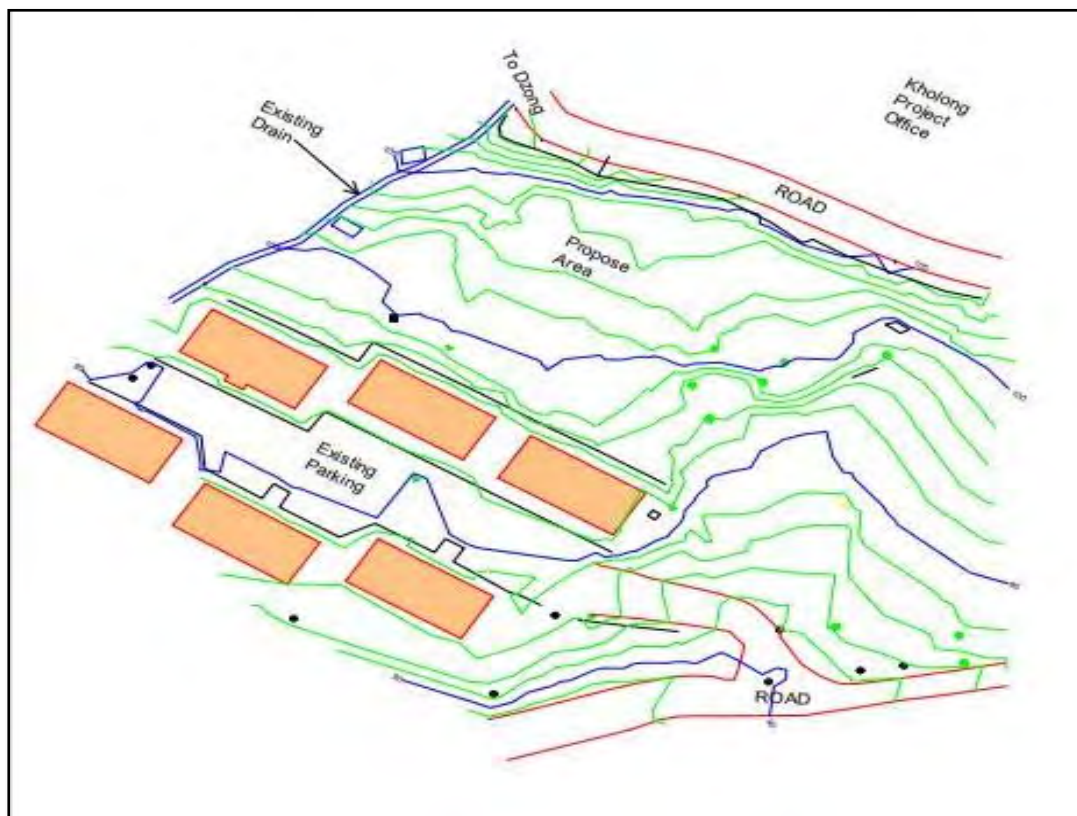 To Dzong
Kholong
Project
Office
Existing
Drain
ROAD
Propose
Area
Existing
Parking
ROAD